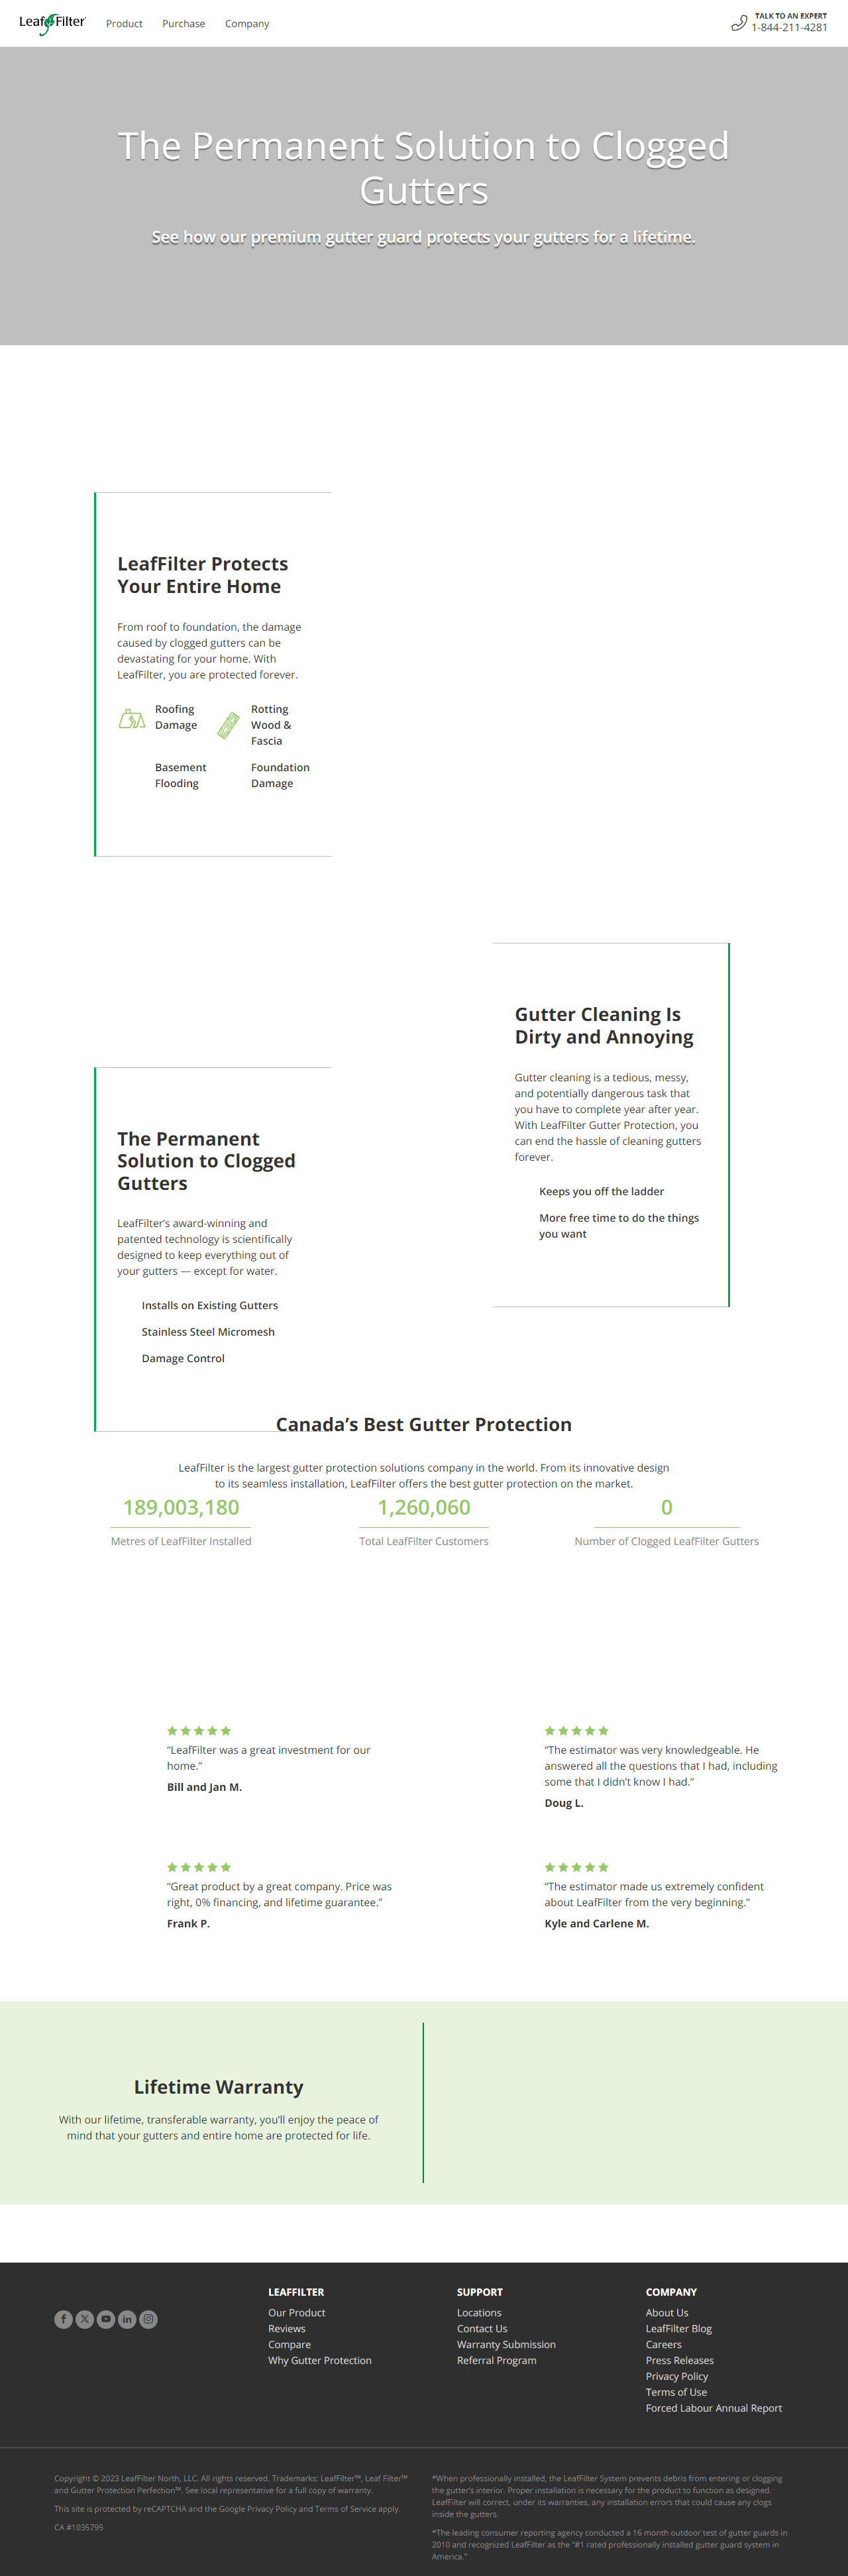 LeafFilter
Product
Purchase
Company
TALK TO AN EXPERT
1-844-211-4281
The Permanent Solution to Clogged
Gutters
See how our premium gutter guard protects your gutters for a lifetime.
LeafFilter Protects
Your Entire Home
From roof to foundation, the damage
caused by clogged gutters can be
devastating for your home. With
LeafFilter, you are protected forever.
Roofing
Damage
Rotting
Wood &
Fascia
Basement
Flooding
Foundation
Damage
Gutter Cleaning Is
Dirty and Annoying
Gutter cleaning is a tedious, messy,
and potentially dangerous task that
you have to complete year after year.
With LeafFilter Gutter Protection, you
can end the hassle of cleaning gutters
forever.
Keeps you off the ladder
More free time to do the things
you want
The Permanent
Solution to Clogged
Gutters
LeafFilter’s award-winning and
patented technology is scientifically
designed to keep everything out of
your gutters — except for water.
Installs on Existing Gutters
Stainless Steel Micromesh
Damage Control
Canada’s Best Gutter Protection
LeafFilter is the largest gutter protection solutions company in the world. From its innovative design
to its seamless installation, LeafFilter offers the best gutter protection on the market.
189,003,180
Metres of LeafFilter Installed
1,260,060
Total LeafFilter Customers
0
Number of Clogged LeafFilter Gutters
“LeafFilter was a great investment for our
home.”
Bill and Jan M.
“The estimator was very knowledgeable. He
answered all the questions that I had, including
some that I didn’t know I had.”
Doug L.
“Great product by a great company. Price was
right, 0% financing, and lifetime guarantee.”
Frank P.
“The estimator made us extremely confident
about LeafFilter from the very beginning.”
Kyle and Carlene M.
Lifetime Warranty
With our lifetime, transferable warranty, you’ll enjoy the peace of
mind that your gutters and entire home are protected for life.
LEAFFILTER
Our Product
Reviews
Compare
Why Gutter Protection
SUPPORT
Locations
Contact Us
Warranty Submission
Referral Program
COMPANY
About Us
LeafFilter Blog
Careers
Press Releases
Privacy Policy
Terms of Use
Forced Labour Annual Report
Copyright © 2023 LeafFilter North, LLC. All rights reserved. Trademarks: LeafFilter™, Leaf Filter™
and Gutter Protection Perfection™. See local representative for a full copy of warranty.
This site is protected by reCAPTCHA and the Google Privacy Policy and Terms of Service apply.
CA #1035795
*When professionally installed, the LeafFilter System prevents debris from entering or clogging
the gutter’s interior. Proper installation is necessary for the product to function as designed.
LeafFilter will correct, under its warranties, any installation errors that could cause any clogs
inside the gutters.
*The leading consumer reporting agency conducted a 16 month outdoor test of gutter guards in
2010 and recognized LeafFilter as the “#1 rated professionally installed gutter guard system in
America.”